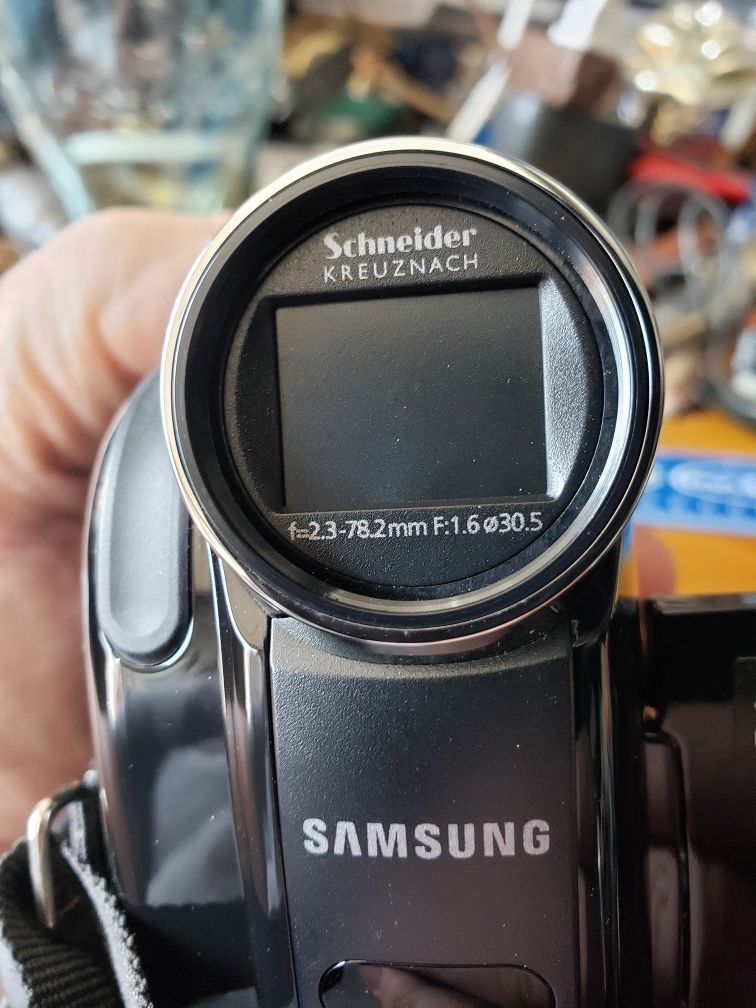 Schneider
KREUZNACH
f=2.3-78.2mm F:1.6 ø30.5
SAMSUNG